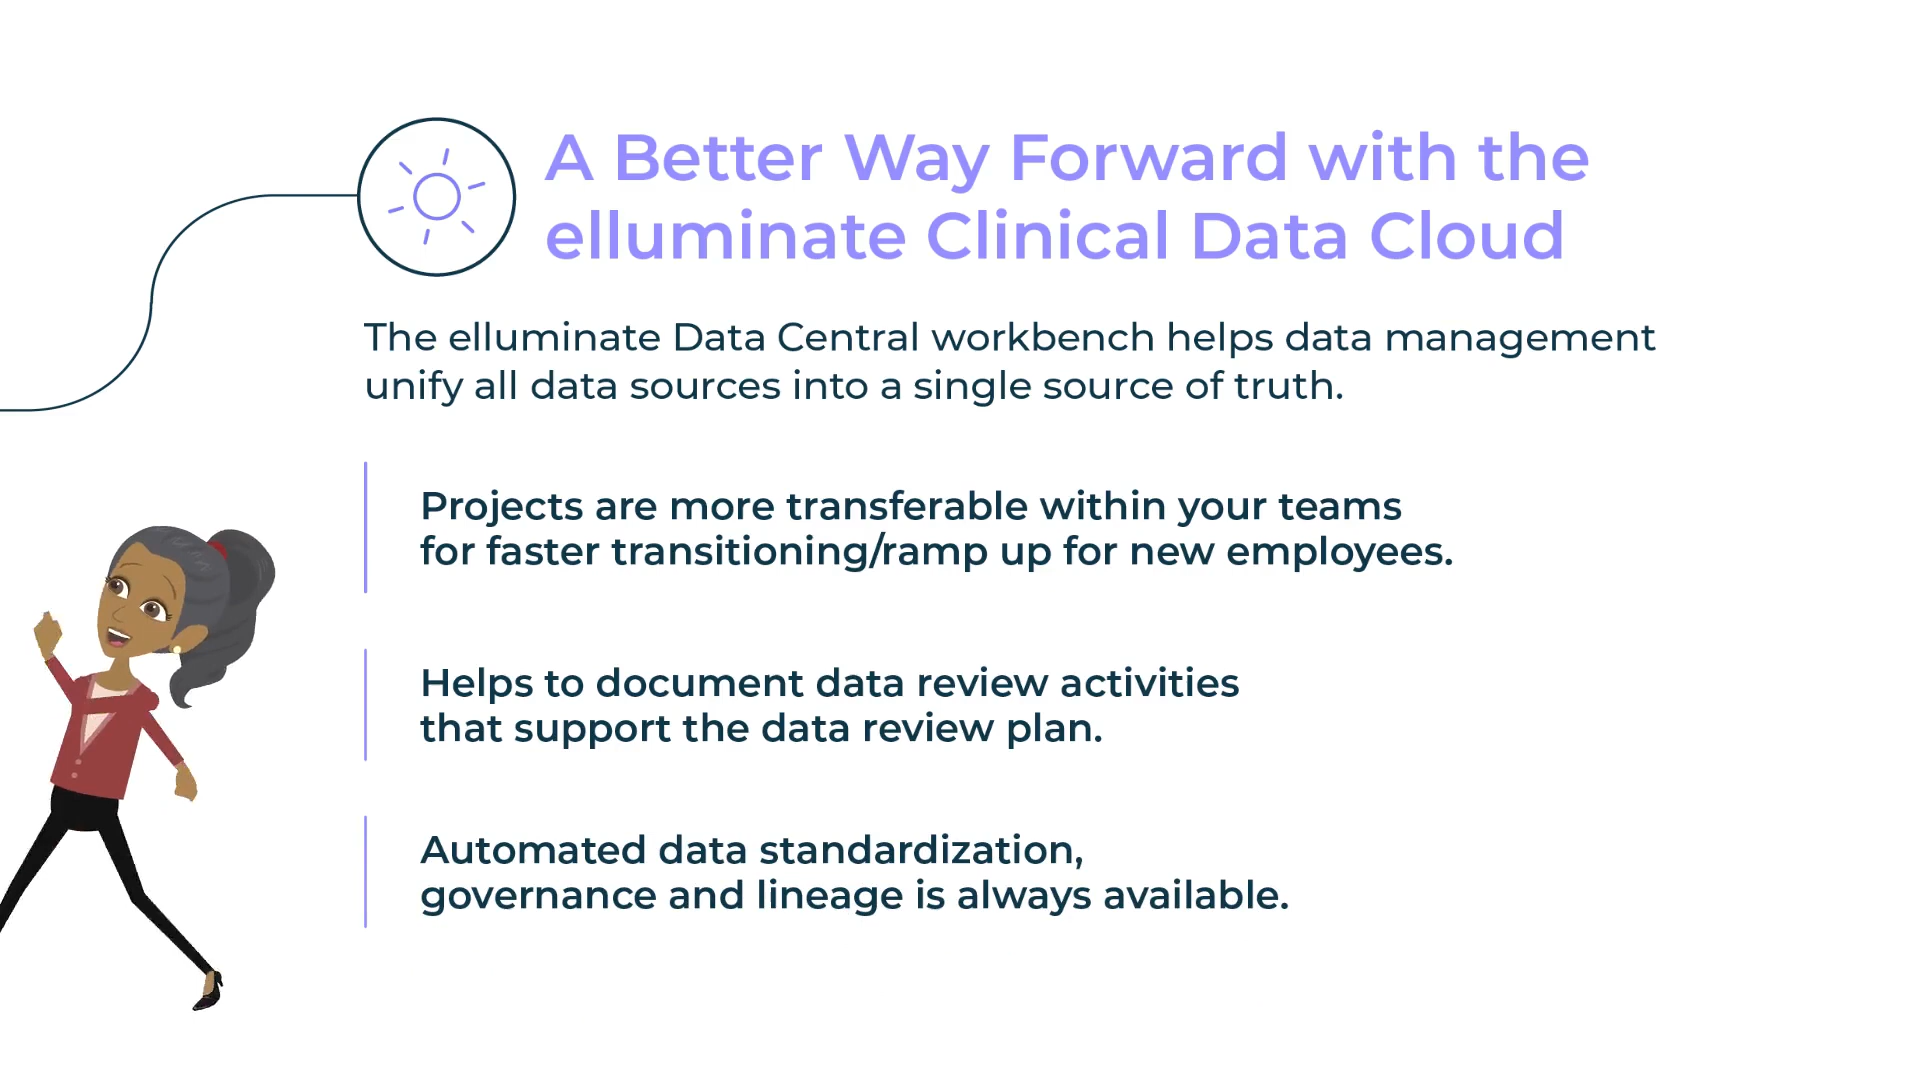 A Better Way Forward with the
elluminate Clinical Data Cloud
The elluminate Data Central workbench helps data management
unify all data sources into a single source of truth.
Projects are more transferable within your teams
for faster transitioning/ramp up for new employees.
Helps to document data review activities
that support the data review plan.
Automated data standardization,
governance and lineage is always available.